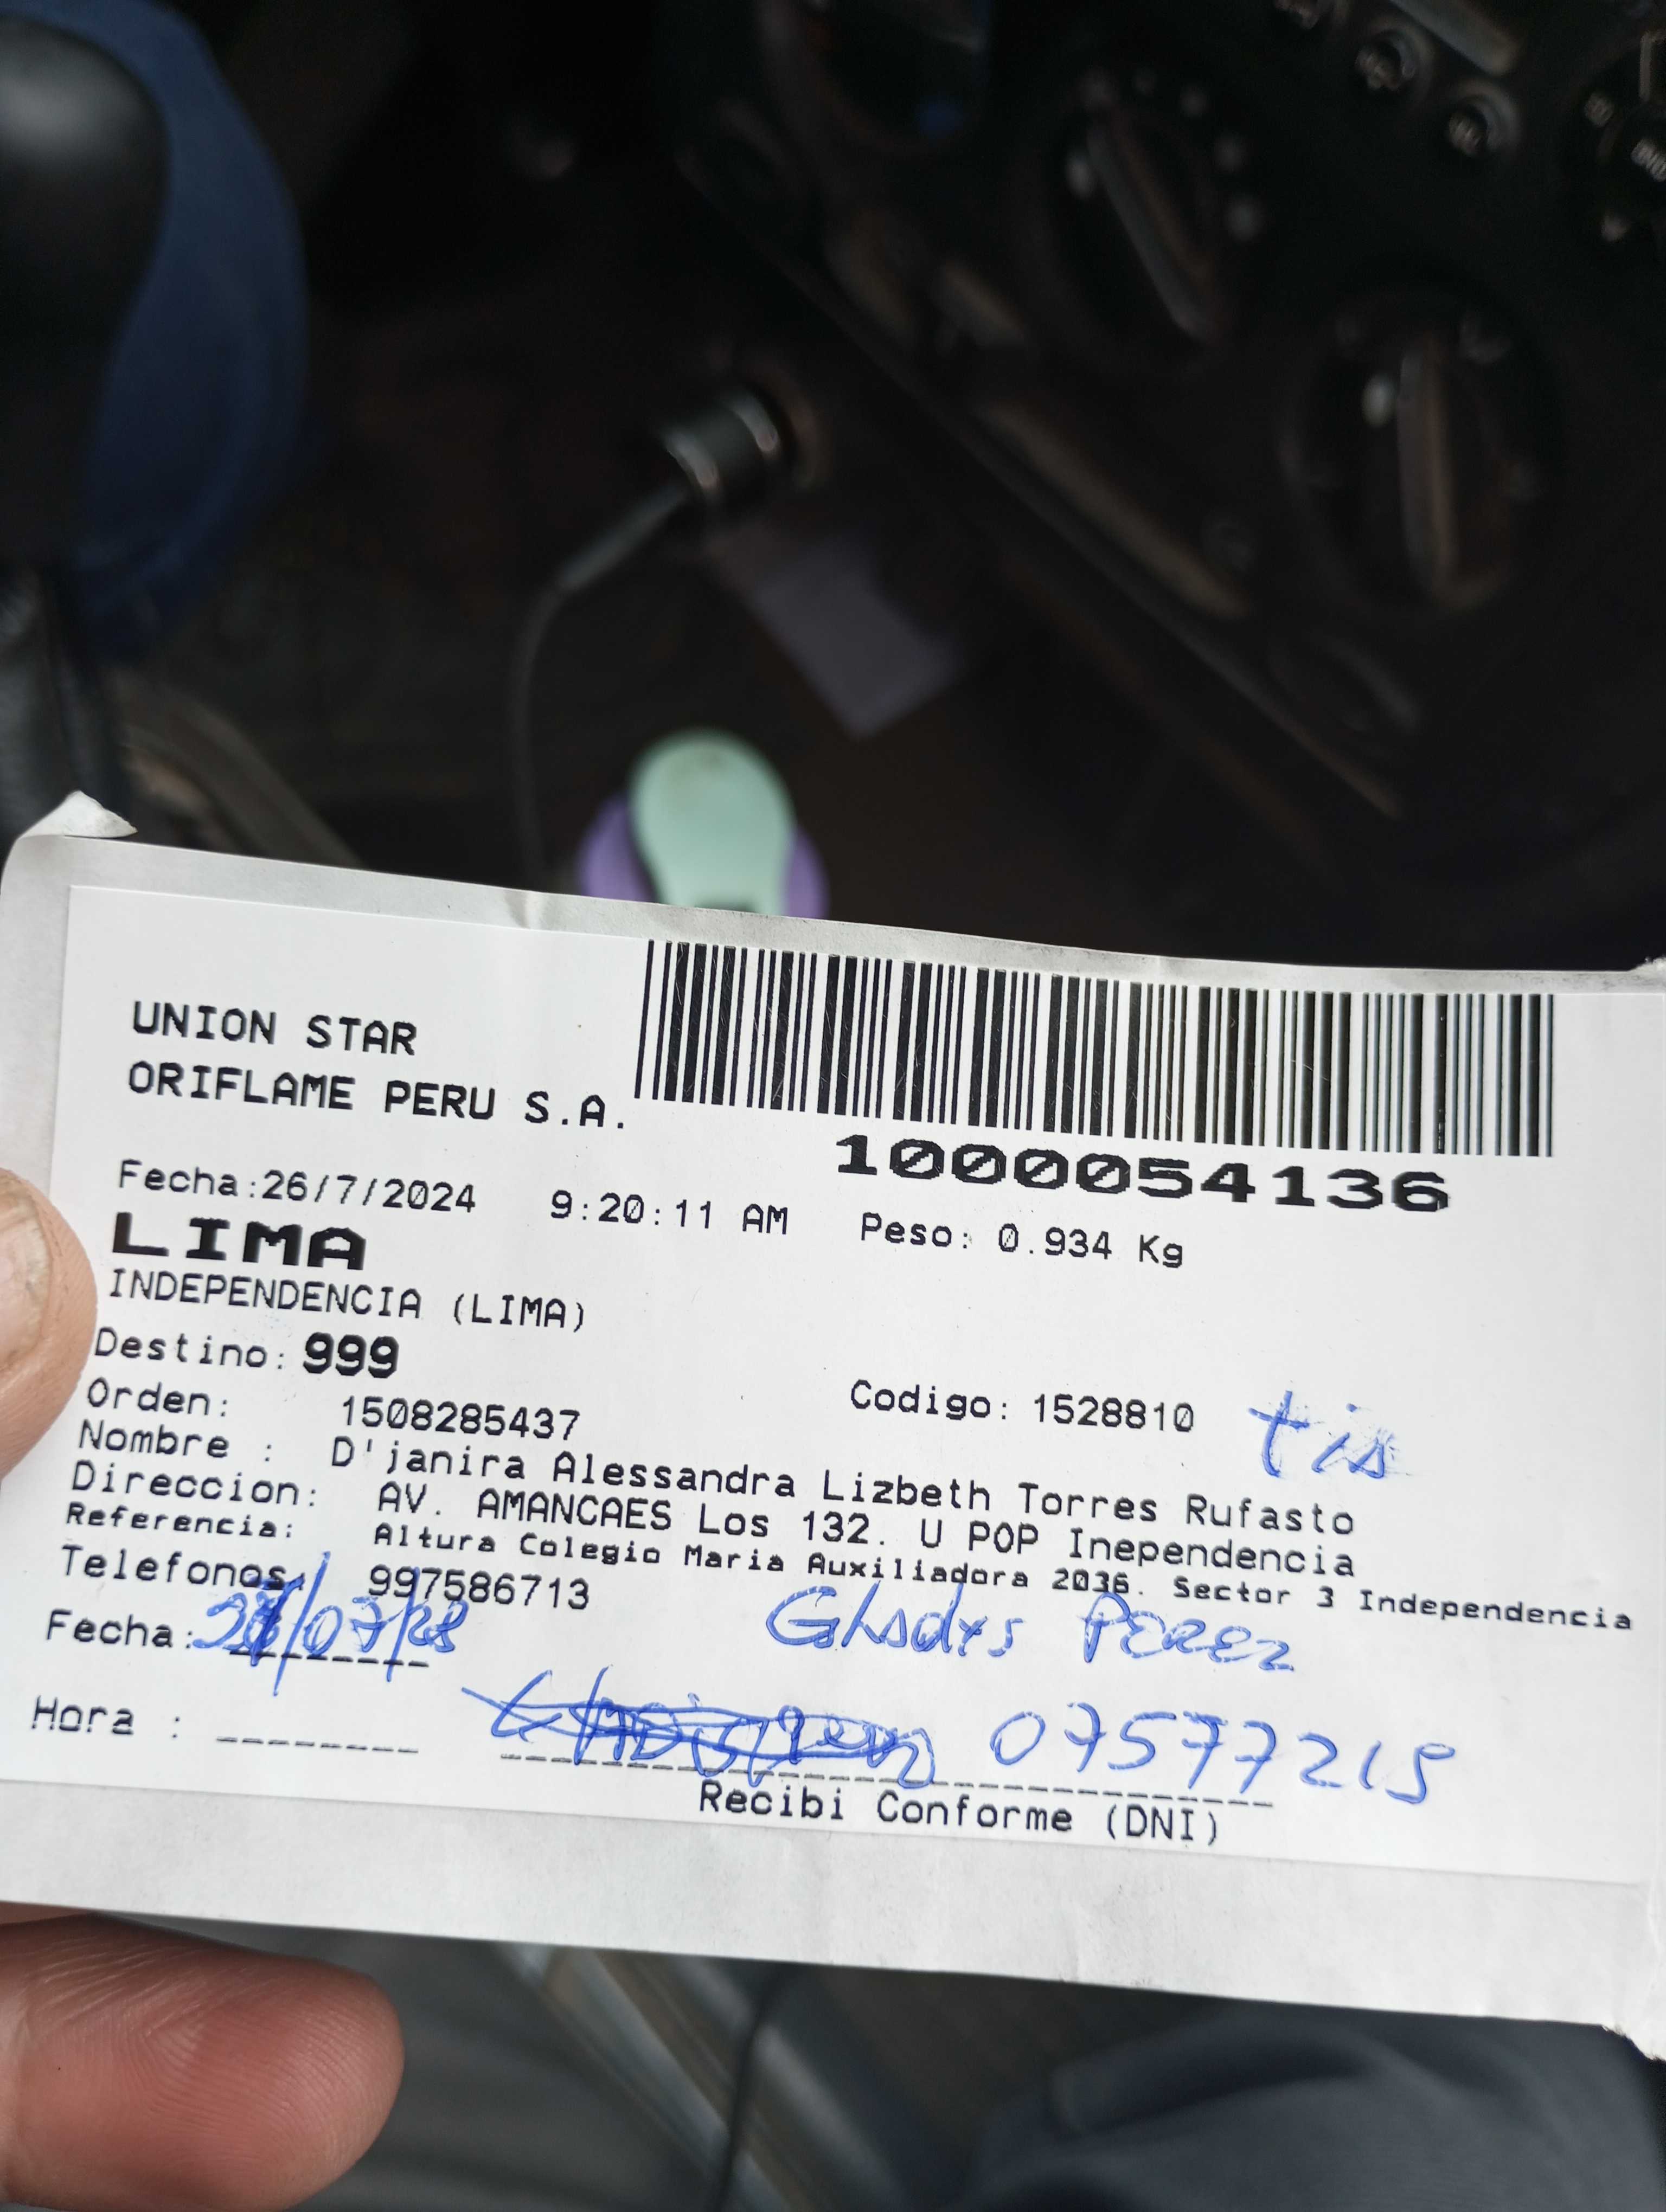 UNION STAR
ORIFLAME PERU S.A.
1000054136
Fecha:26/7/2024 9:20:11 AM Peso: 0.934 Kg
LIMA
INDEPENDENCIA (LIMA)
Destino: 999
Orden: 1508285437 Codigo: 1528810 tia
Nombre : D'janira Alessandra Lizbeth Torres Rufasto
Direccion: AV. AMANCAES Los 132. U POP Inependencia
Referencia: Altura Colegio Maria Auxiliadora 2036. Sector 3 Independencia
Telefonos: 997586713
Gladys Perez
Fecha:
Hora : 07577215
Recibi Conforme (DNI)